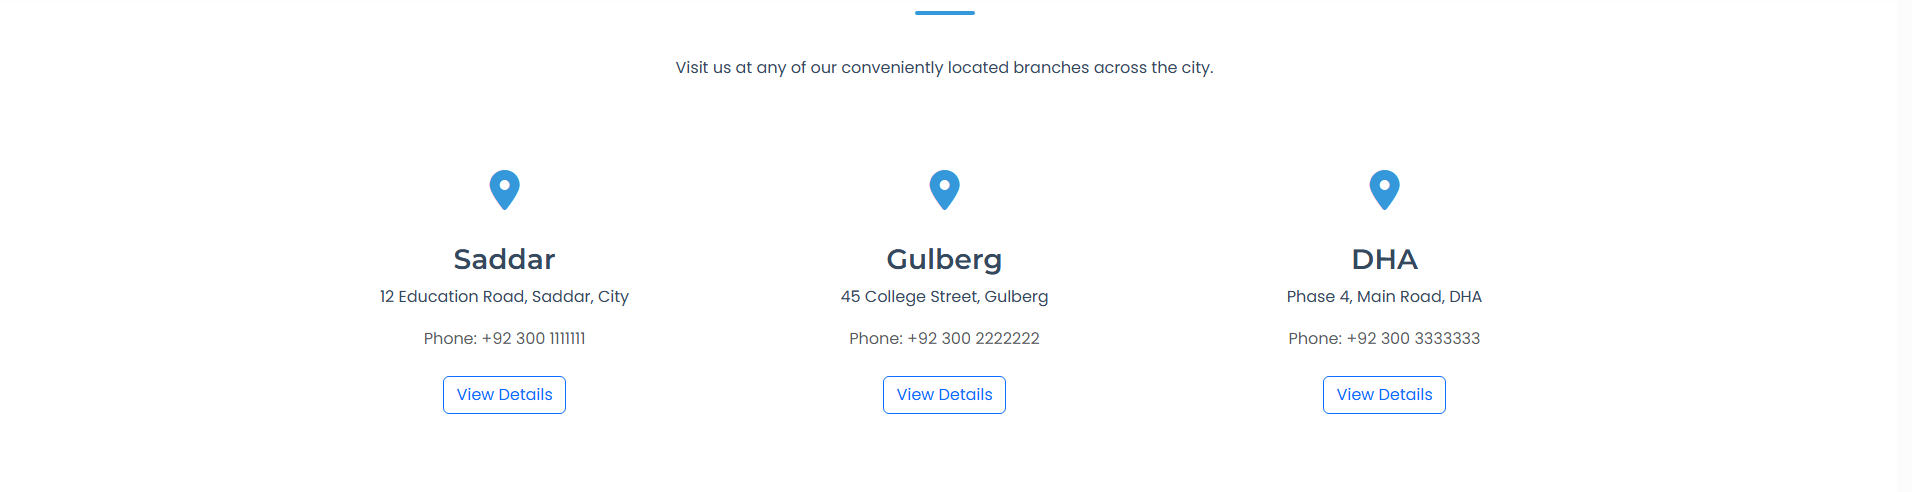 Visit us at any of our conveniently located branches across the city.
Saddar
12 Education Road, Saddar, City
Phone: +92 300 1111111
View Details
Gulberg
45 College Street, Gulberg
Phone: +92 300 2222222
View Details
DHA
Phase 4, Main Road, DHA
Phone: +92 300 3333333
View Details